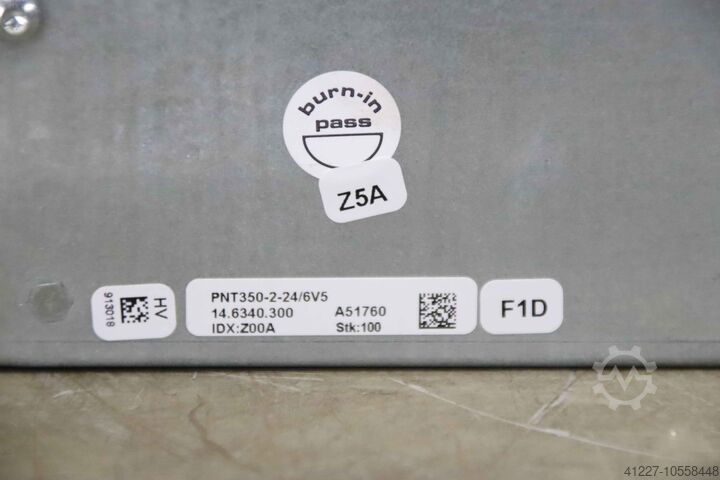 burn-in
pass
Z5A
HV
913018
PNT350-2-24/6V5
14.6340.300 A51760
IDX:Z00A Stk:100
F1D
41227-10558448